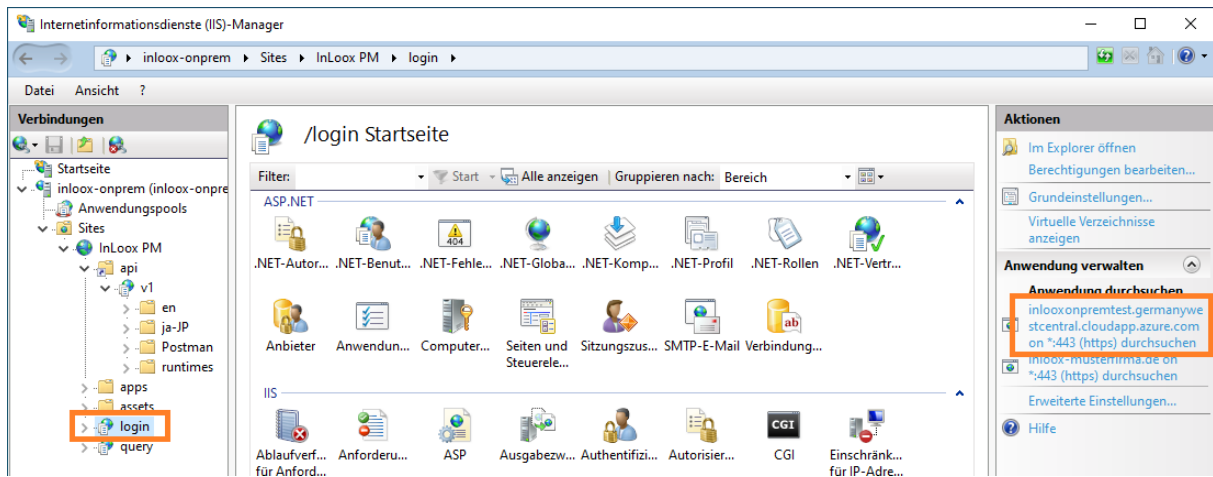 Internetinformationsdienste (IIS)-Manager
inloox-onprem Sites InLoox PM login
Datei Ansicht ?
Verbindungen
Startseite
inloox-onprem (inloox-onpre
Anwendungspools
Sites
InLoox PM
api
v1
en
ja-JP
Postman
runtimes
apps
assets
login
query
/login Startseite
Filter: Start Alle anzeigen Gruppieren nach: Bereich
ASP.NET
.NET-Autor... .NET-Benut... .NET-Fehle... .NET-Globa... .NET-Komp... .NET-Profil .NET-Rollen .NET-Vertr...
404
ab
Anbieter Anwendun... Computer... Seiten und Sitzungszus... SMTP-E-Mail Verbindung...
Steuerele...
IIS
CGI
Ablaufverf... Anforderu... ASP Ausgabezw... Authentifizi... Autorisier... CGI Einschränk...
für Anford... für IP-Adre...
Aktionen
Im Explorer öffnen
Berechtigungen bearbeiten...
Grundeinstellungen...
Virtuelle Verzeichnisse
anzeigen
Anwendung verwalten
Anwendung durchsuchen
inlooxonpremtest.germanywe
stcentral.cloudapp.azure.com
on *:443 (https) durchsuchen
inloox-musterfirma.de on
*:443 (https) durchsuchen
Erweiterte Einstellungen...
Hilfe